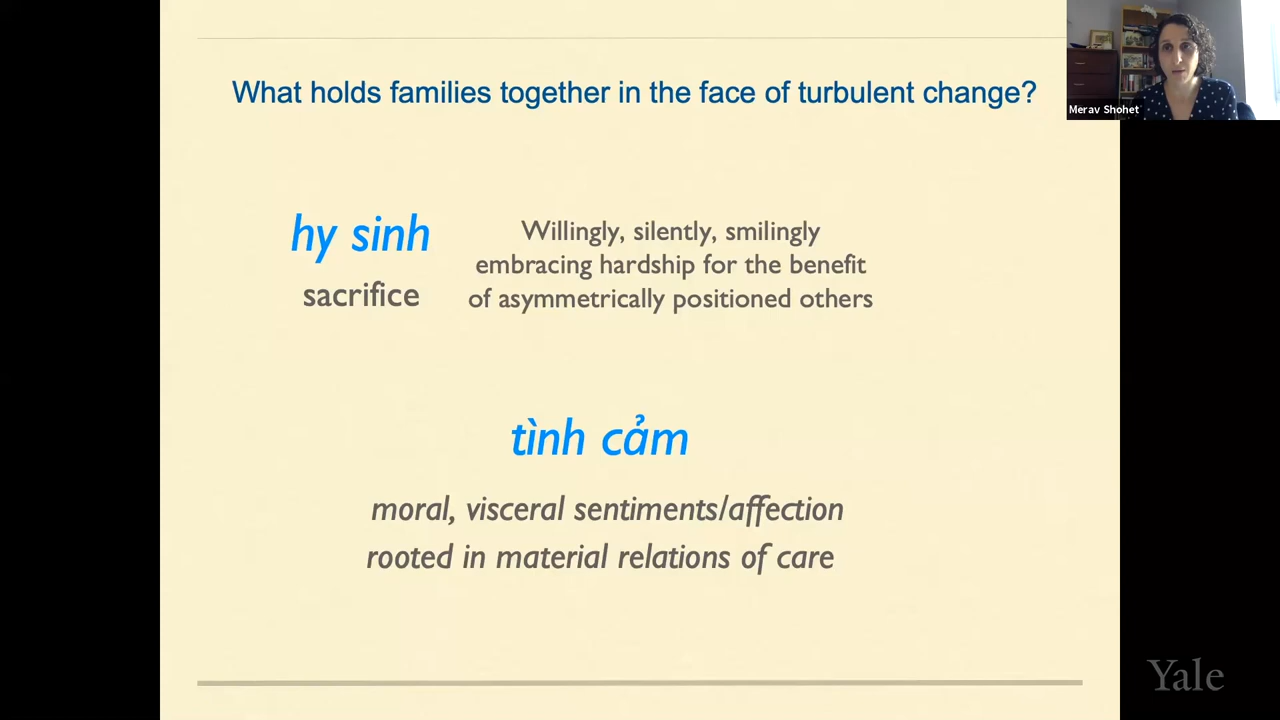 What holds families together in the face of turbulent change?
Merav Shohet
hy sinh
sacrifice
Willingly, silently, smilingly
embracing hardship for the benefit
of asymmetrically positioned others
tình cảm
moral, visceral sentiments/affection
rooted in material relations of care
Yale